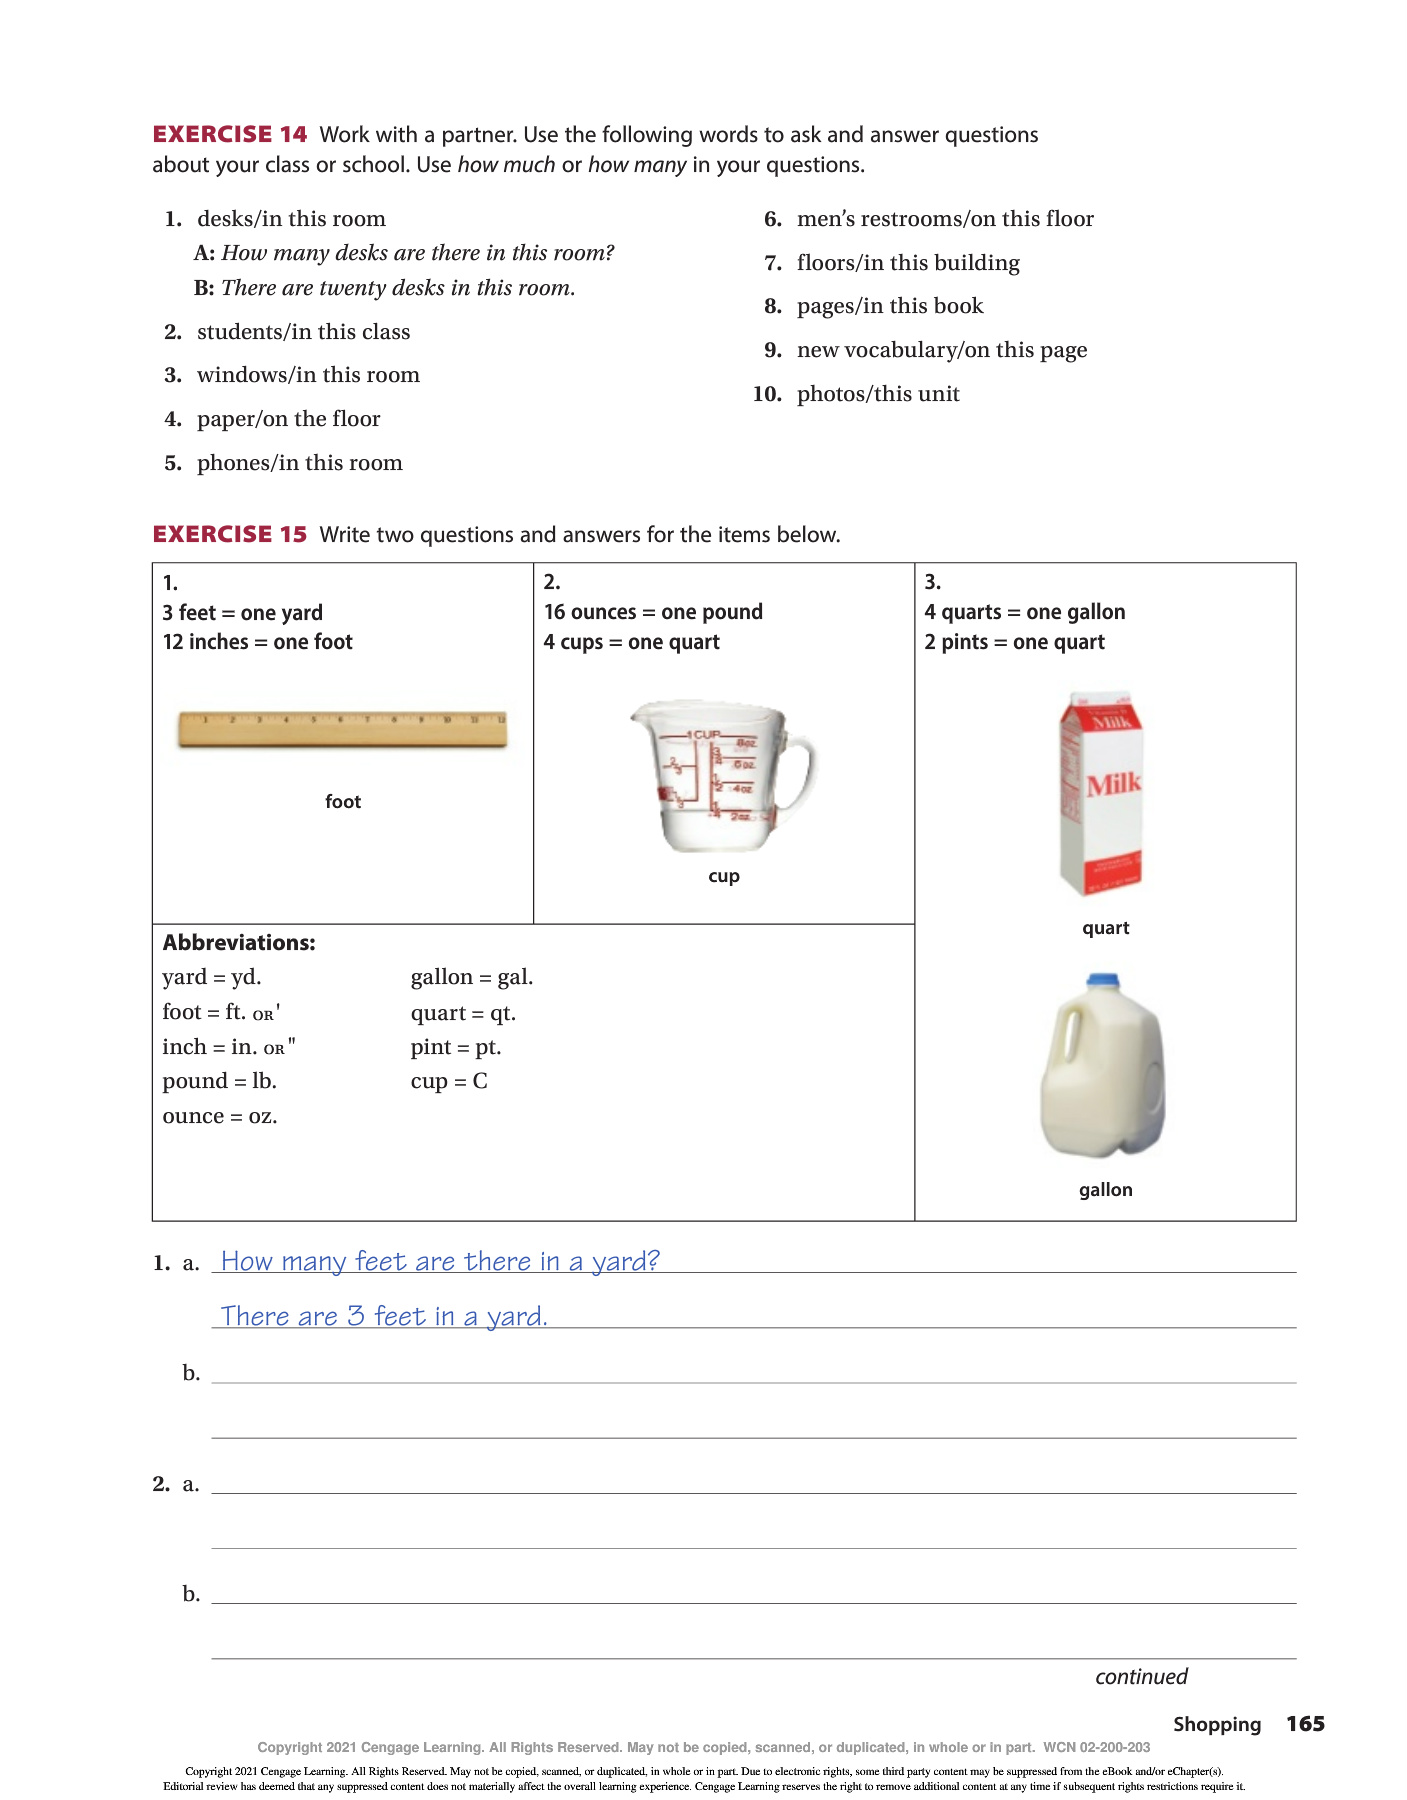 EXERCISE 14 Work with a partner. Use the following words to ask and answer questions
about your class or school. Use how much or how many in your questions.
1. desks/in this room
A: How many desks are there in this room?
B: There are twenty desks in this room.
2. students/in this class
3. windows/in this room
4. paper/on the floor
5. phones/in this room
6. men’s restrooms/on this floor
7. floors/in this building
8. pages/in this book
9. new vocabulary/on this page
10. photos/this unit
EXERCISE 15 Write two questions and answers for the items below.
1.
3 feet = one yard
12 inches = one foot
1 2 3 4 5 6 7 8 9 10 11 12
foot
2.
16 ounces = one pound
4 cups = one quart
1 CUP
8oz.
6oz.
4oz.
2oz.
cup
3.
4 quarts = one gallon
2 pints = one quart
Milk
Milk
quart
gallon
Abbreviations:
yard = yd.
foot = ft. OR '
inch = in. OR "
pound = lb.
ounce = oz.
gallon = gal.
quart = qt.
pint = pt.
cup = C
1. a. How many feet are there in a yard?
There are 3 feet in a yard.
b.
2. a.
b.
continued
Shopping 165
Copyright 2021 Cengage Learning. All Rights Reserved. May not be copied, scanned, or duplicated, in whole or in part. WCN 02-200-203
Copyright 2021 Cengage Learning. All Rights Reserved. May not be copied, scanned, or duplicated, in whole or in part. Due to electronic rights, some third party content may be suppressed from the eBook and/or eChapter(s).
Editorial review has deemed that any suppressed content does not materially affect the overall learning experience. Cengage Learning reserves the right to remove additional content at any time if subsequent rights restrictions require it.